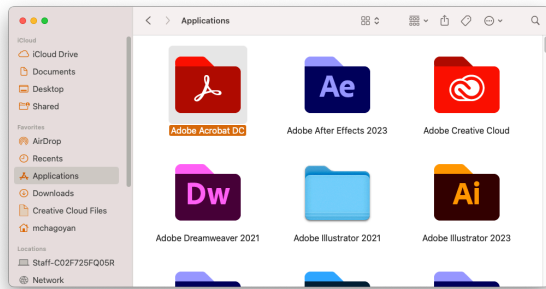 Applications
iCloud
iCloud Drive
Documents
Desktop
Shared
Favorites
AirDrop
Recents
Applications
Downloads
Creative Cloud Files
mchagoyan
Locations
Staff-C02F725FQ05R
Network
Ae
Adobe Acrobat DC
Adobe After Effects 2023
Adobe Creative Cloud
Dw
Ai
Adobe Dreamweaver 2021
Adobe Illustrator 2021
Adobe Illustrator 2023